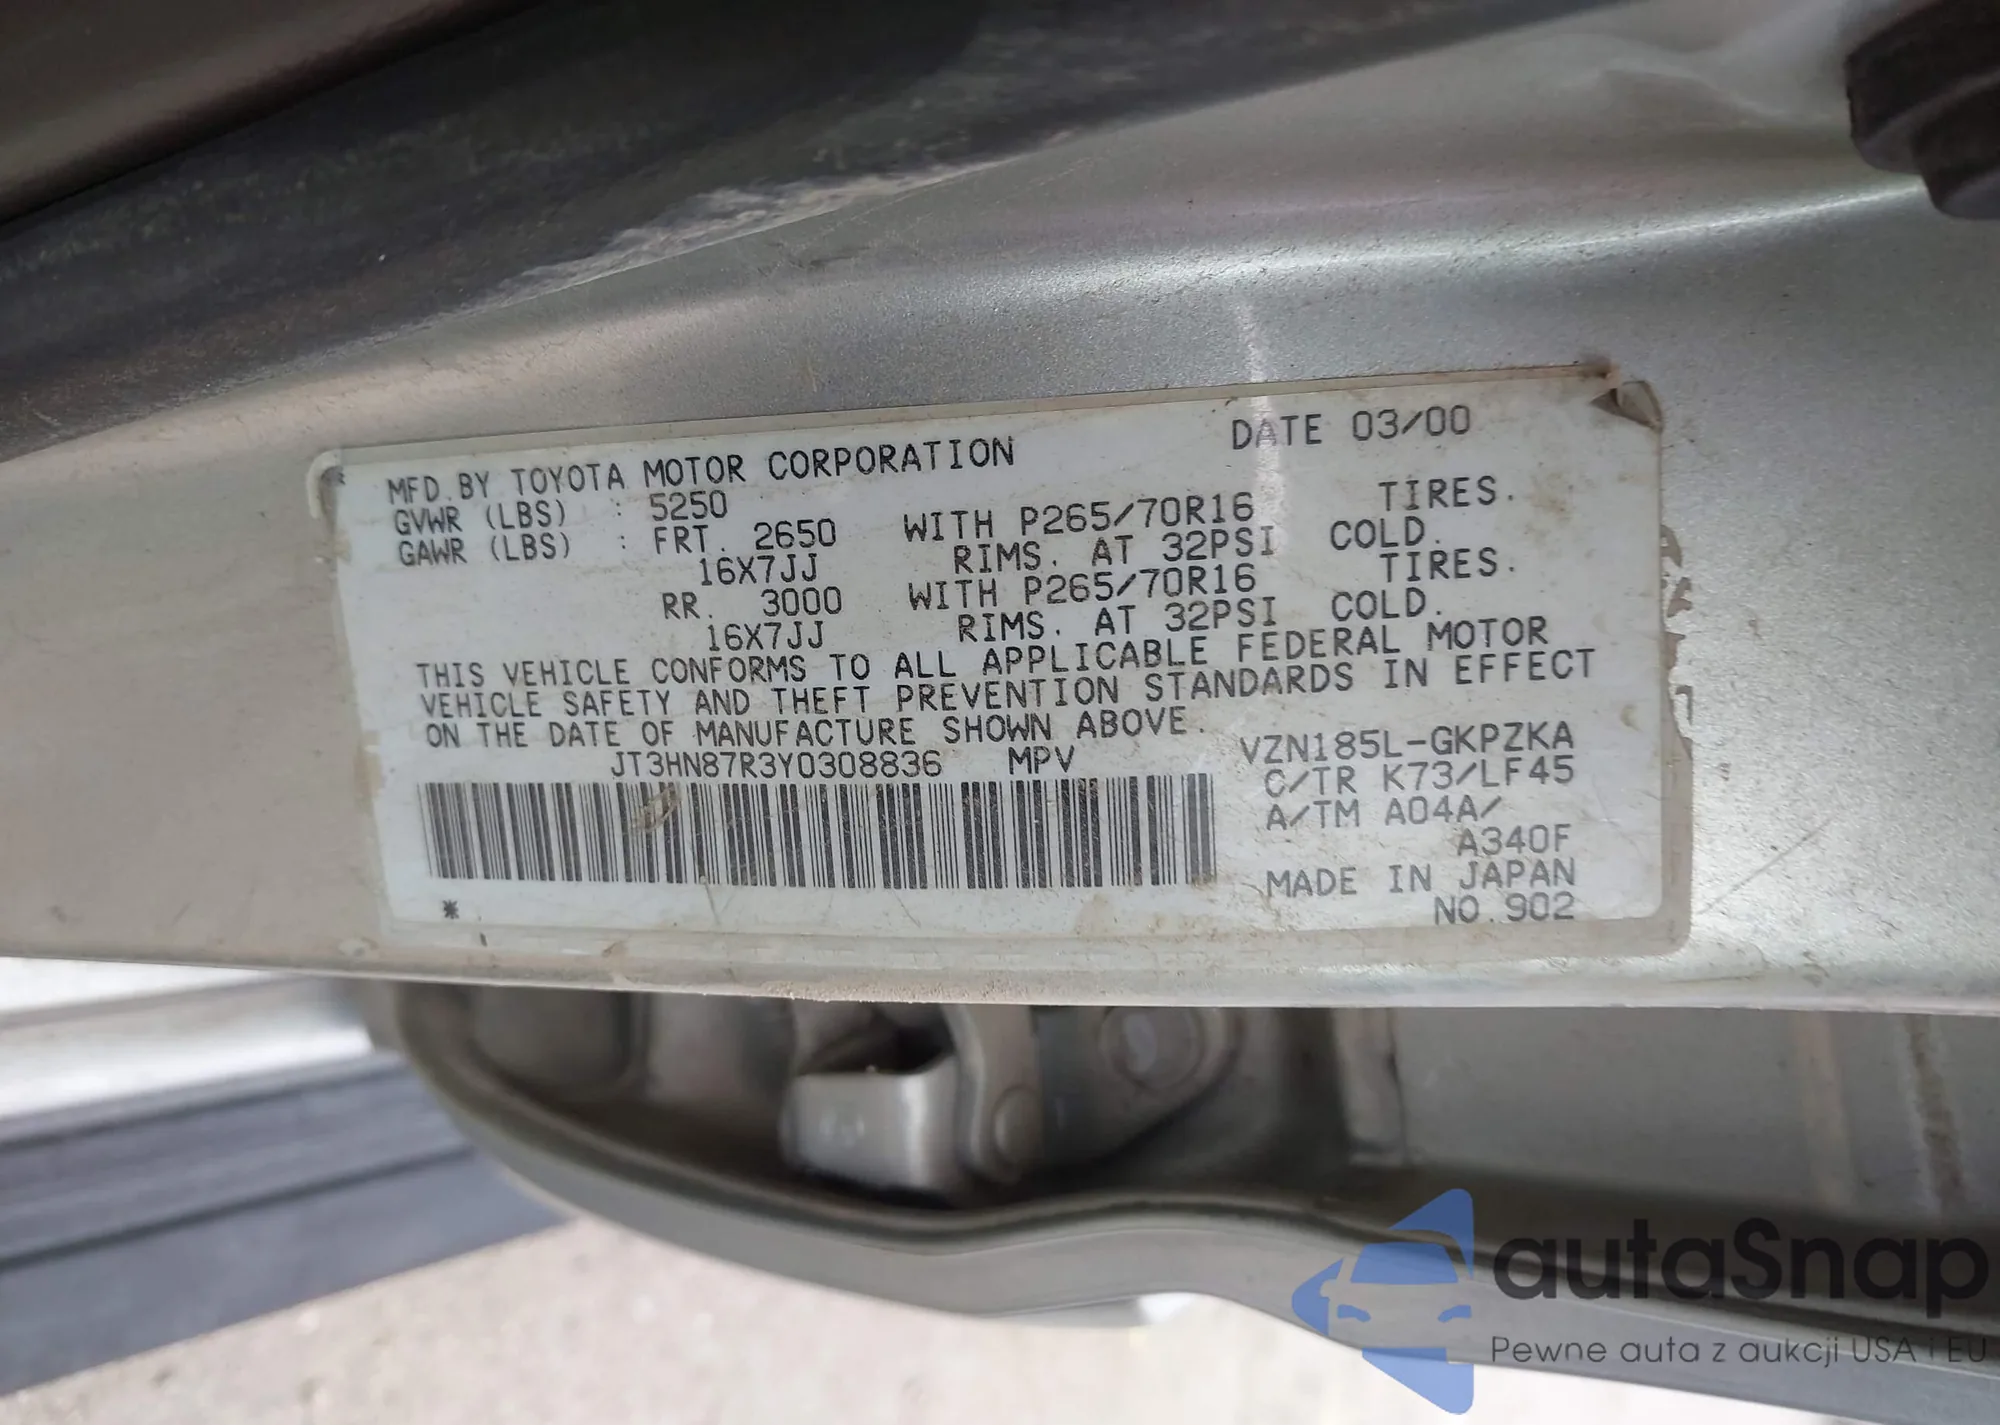 MFD. BY TOYOTA MOTOR CORPORATION DATE 03/00
GVWR (LBS) : 5250
GAWR (LBS) : FRT. 2650 WITH P265/70R16 TIRES.
16X7JJ RIMS. AT 32PSI COLD.
RR. 3000 WITH P265/70R16 TIRES.
16X7JJ RIMS. AT 32PSI COLD.
THIS VEHICLE CONFORMS TO ALL APPLICABLE FEDERAL MOTOR
VEHICLE SAFETY AND THEFT PREVENTION STANDARDS IN EFFECT
ON THE DATE OF MANUFACTURE SHOWN ABOVE.
JT3HN87R3Y0308836 MPV
VZN185L-GKPZKA
C/TR K73/LF45
A/TM A04A/
A340F
MADE IN JAPAN
NO.902
*
autaSnap
Pewne auta z aukcji USA i EU